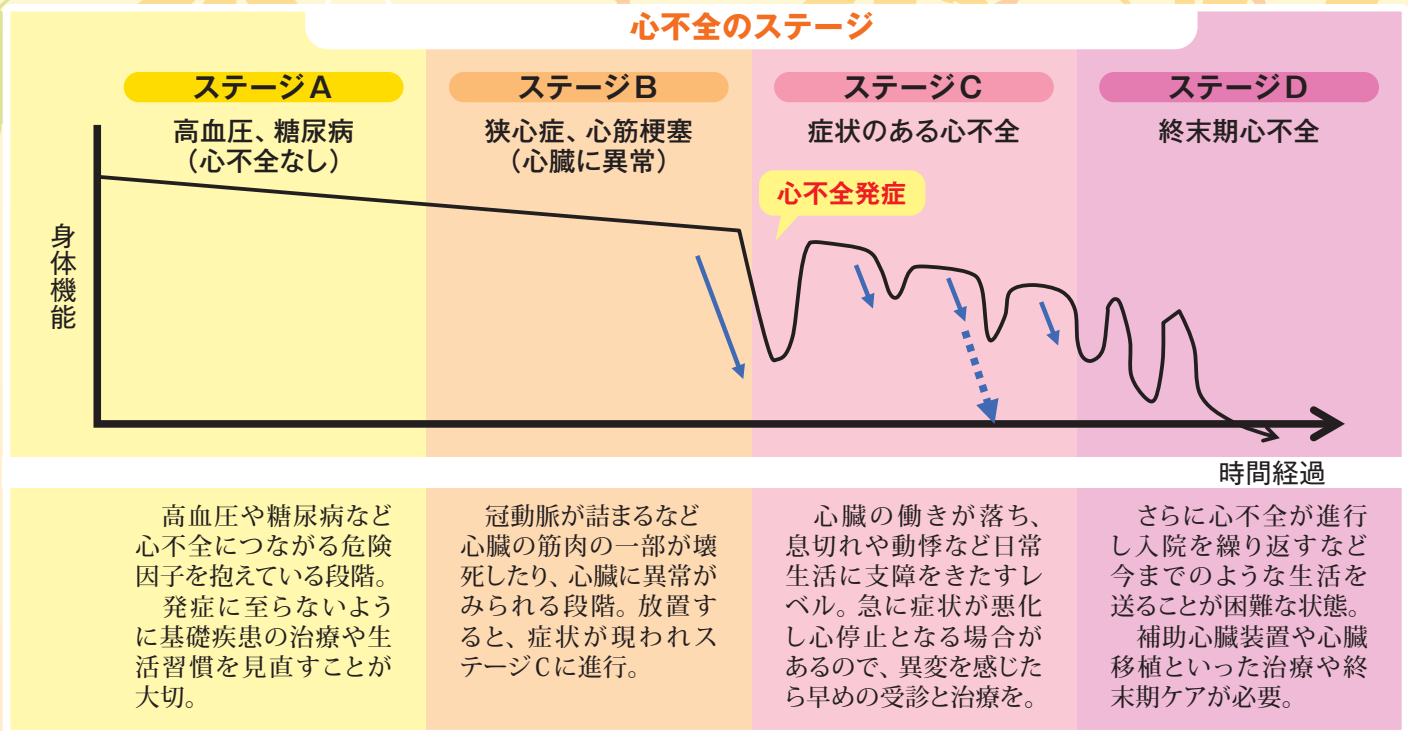 心不全のステージ
ステージA
高血圧、糖尿病
（心不全なし）
ステージB
狭心症、心筋梗塞
（心臓に異常）
ステージC
症状のある心不全
ステージD
終末期心不全
心不全発症
身体機能
時間経過
高血圧や糖尿病など
心不全につながる危険
因子を抱えている段階。
発症に至らないよう
に基礎疾患の治療や生
活習慣を見直すことが
大切。
冠動脈が詰まるなど
心臓の筋肉の一部が壊
死したり、心臓に異常が
みられる段階。放置す
ると、症状が現われス
テージCに進行。
心臓の働きが落ち、
息切れや動悸など日常
生活に支障をきたすレ
ベル。急に症状が悪化
し心停止となる場合が
あるので、異変を感じた
ら早めの受診と治療を。
さらに心不全が進行
し入院を繰り返すなど
今までのような生活を
送ることが困難な状態。
補助心臓装置や心臓
移植といった治療や終
末期ケアが必要。